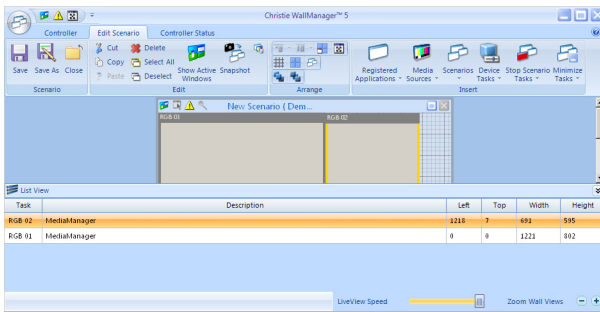 Christie WallManager™ 5
Controller Edit Scenario Controller Status
Save Save As Close
Cut Delete
Copy Select All
Paste Deselect
Show Active Windows
Snapshot
Registered Applications
Media Sources
Scenarios
Device Tasks
Stop Scenario Tasks
Minimize Tasks
Scenario Edit Arrange Insert
New Scenario ( Dem...
RGB 01 RGB 02
List View
Task Description Left Top Width Height
RGB 02 MediaManager 1218 7 691 595
RGB 01 MediaManager 0 0 1221 802
LiveView Speed Zoom Wall Views